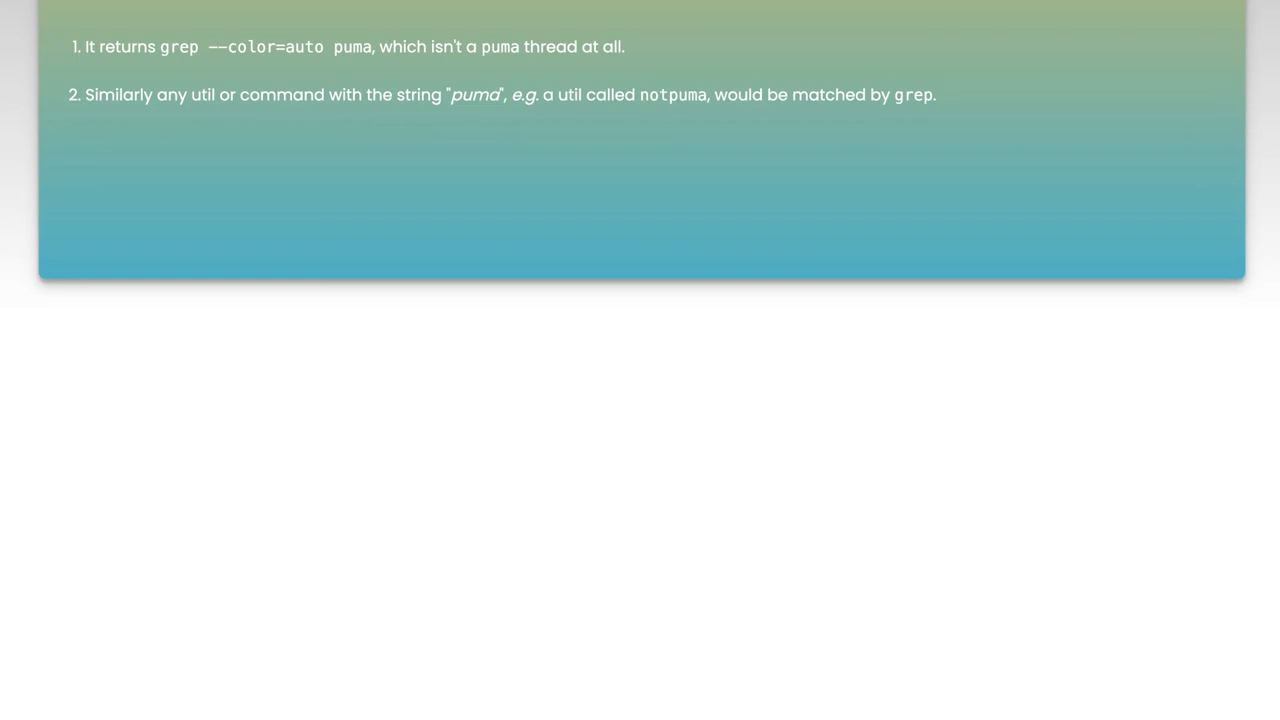 1. It returns grep --color=auto puma, which isn't a puma thread at all.
2. Similarly any util or command with the string "puma", e.g. a util called notpuma, would be matched by grep.